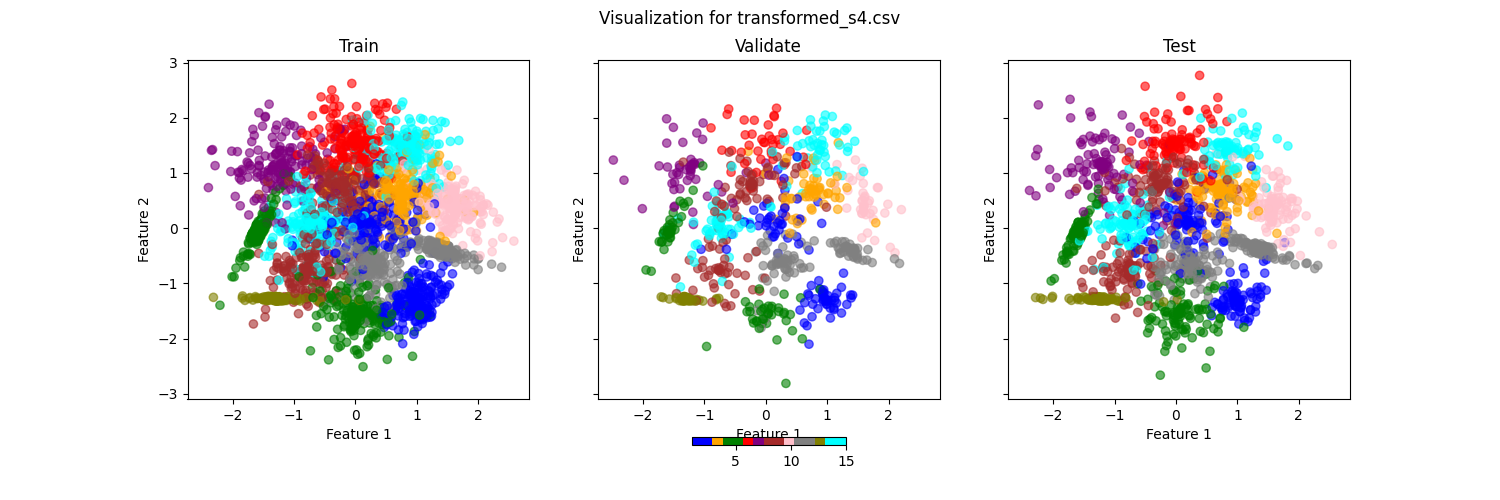 Visualization for transformed_s4.csv
Train
Validate
Test
3
2
1
0
−1
−2
−3
Feature 2
Feature 2
Feature 2
−2 −1 0 1 2
−2 −1 0 1 2
−2 −1 0 1 2
Feature 1
Feature 1
Feature 1
5 10 15